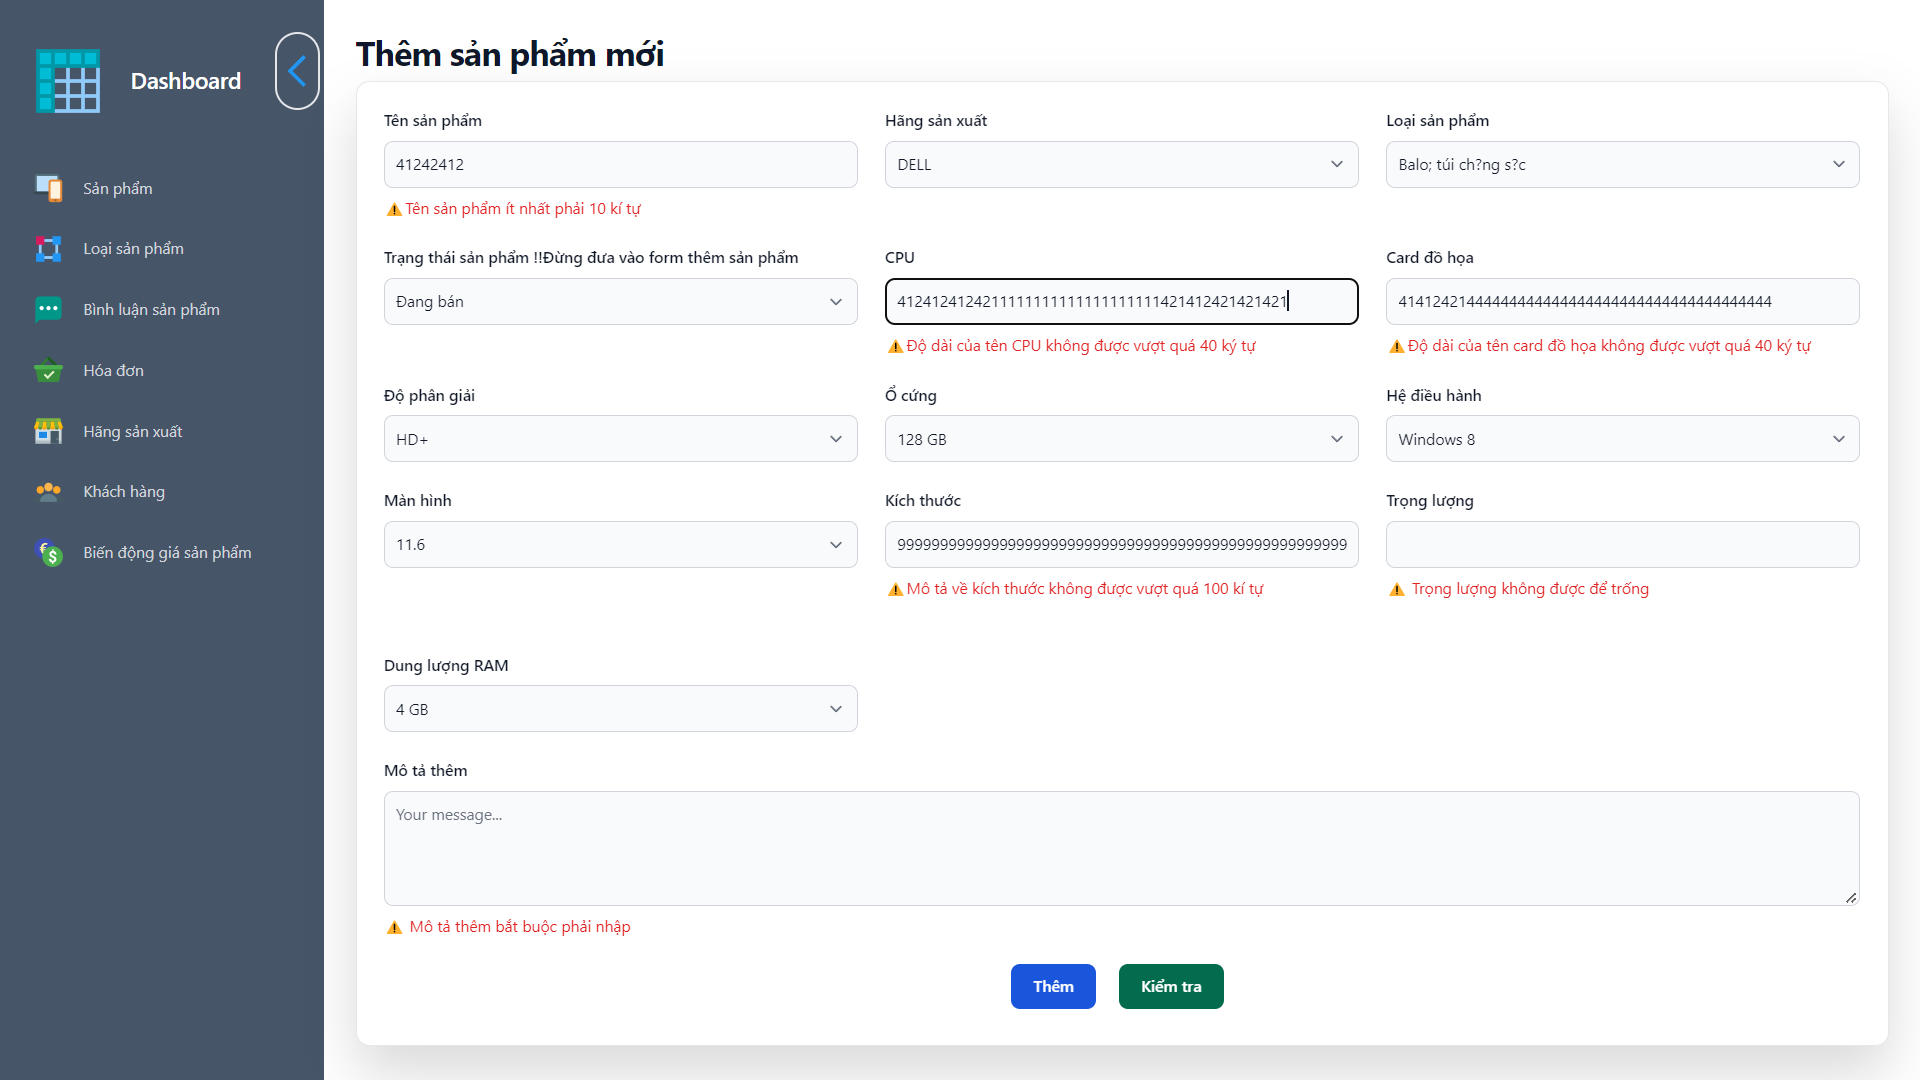 Dashboard
Sản phẩm
Loại sản phẩm
Bình luận sản phẩm
Hóa đơn
Hãng sản xuất
Khách hàng
Biến động giá sản phẩm
Thêm sản phẩm mới
Tên sản phẩm
41242412
Tên sản phẩm ít nhất phải 10 kí tự
Hãng sản xuất
DELL
Loại sản phẩm
Balo; túi ch?ng s?c
Trạng thái sản phẩm !!Đừng đưa vào form thêm sản phẩm
Đang bán
CPU
Độ dài của tên CPU không được vượt quá 40 ký tự
Card đồ họa
Độ dài của tên card đồ họa không được vượt quá 40 ký tự
Độ phân giải
HD+
Ổ cứng
128 GB
Hệ điều hành
Windows 8
Màn hình
11.6
Kích thước
Mô tả về kích thước không được vượt quá 100 kí tự
Trọng lượng
Trọng lượng không được để trống
Dung lượng RAM
4 GB
Mô tả thêm
Your message...
Mô tả thêm bắt buộc phải nhập
Thêm
Kiểm tra